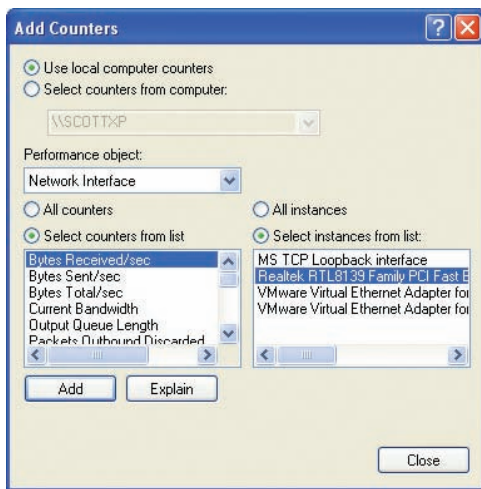 Add Counters
Use local computer counters
Select counters from computer:
\\SCOTTXP
Performance object:
Network Interface
All counters
All instances
Select counters from list
Select instances from list:
Bytes Received/sec
Bytes Sent/sec
Bytes Total/sec
Current Bandwidth
Output Queue Length
Packets Outbound Discarded
MS TCP Loopback interface
Realtek RTL8139 Family PCI Fast E
VMware Virtual Ethernet Adapter for
VMware Virtual Ethernet Adapter for
Add
Explain
Close